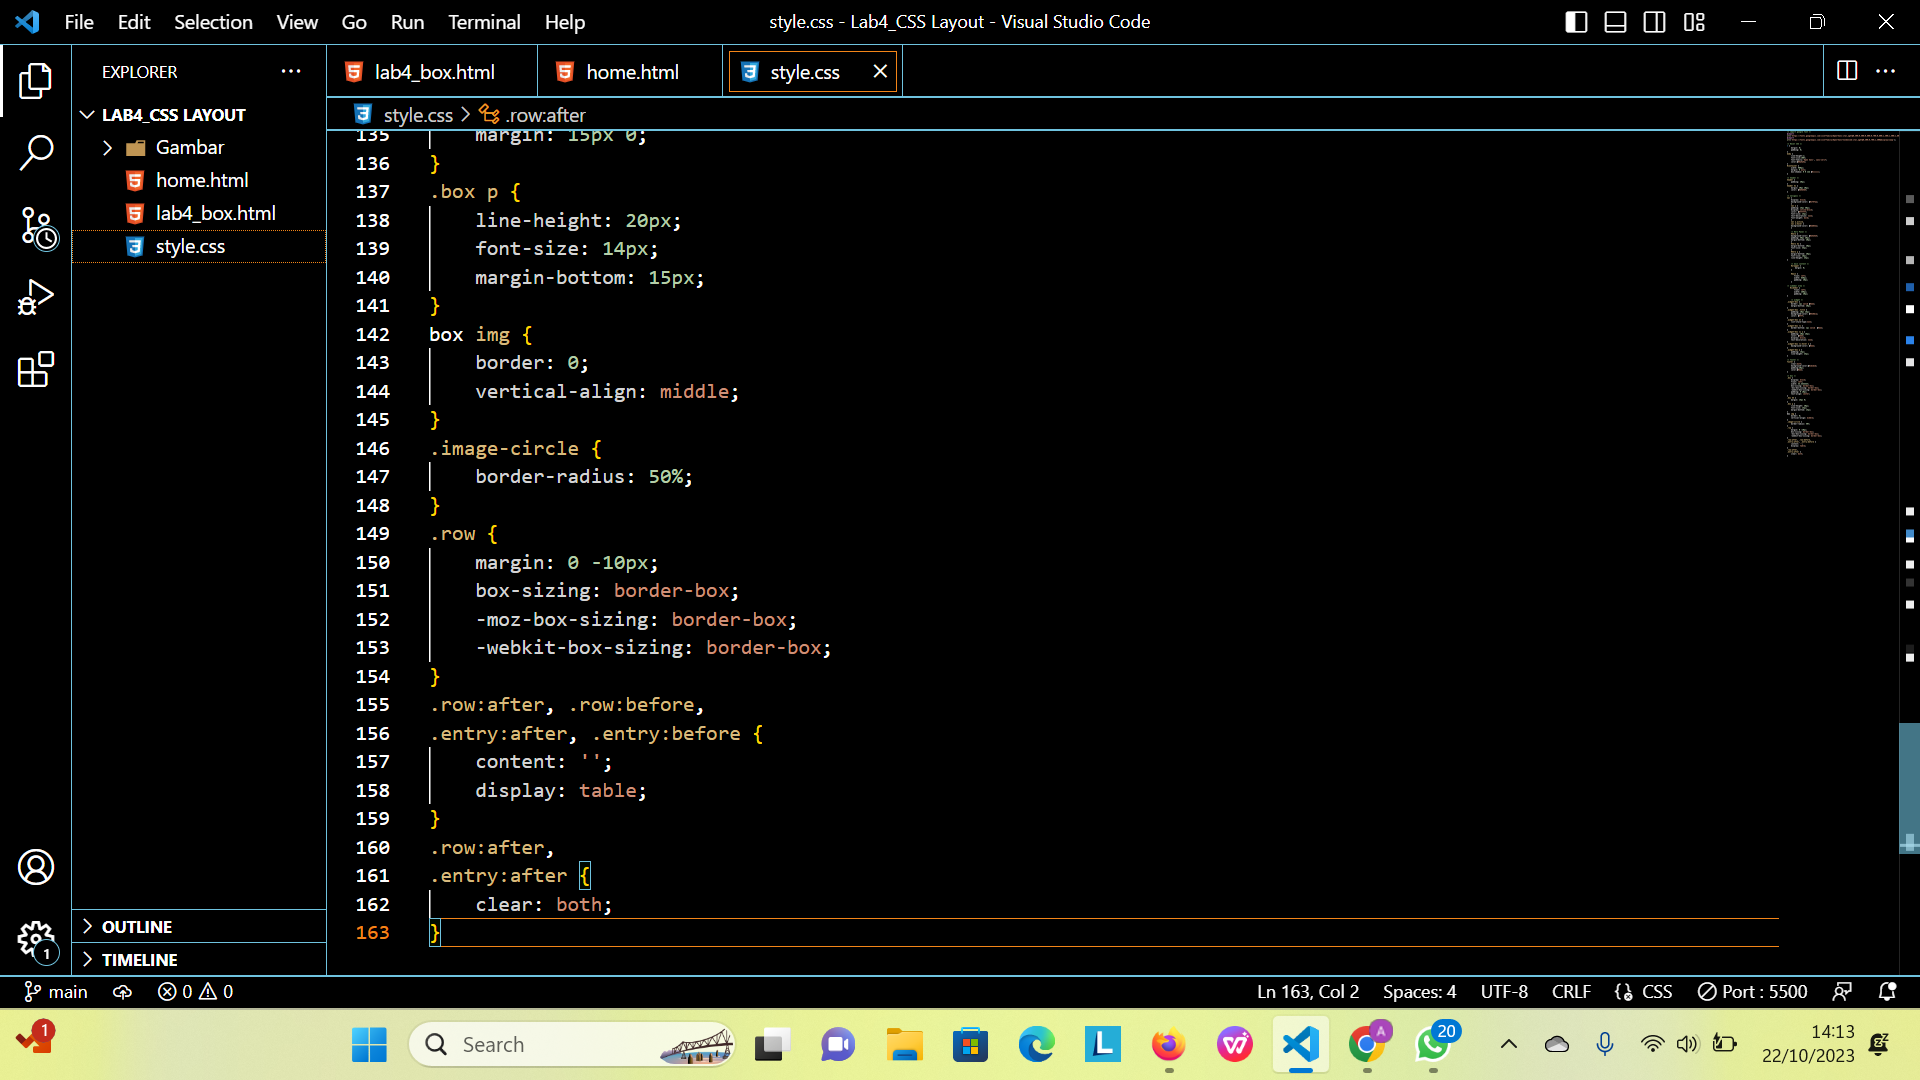 File Edit Selection View Go Run Terminal Help
style.css - Lab4_CSS Layout - Visual Studio Code
EXPLORER
LAB4_CSS LAYOUT
Gambar
home.html
lab4_box.html
style.css
OUTLINE
TIMELINE
lab4_box.html
home.html
style.css
style.css > .row:after
135 margin: 15px 0;
136 }
137 .box p {
138 line-height: 20px;
139 font-size: 14px;
140 margin-bottom: 15px;
141 }
142 box img {
143 border: 0;
144 vertical-align: middle;
145 }
146 .image-circle {
147 border-radius: 50%;
148 }
149 .row {
150 margin: 0 -10px;
151 box-sizing: border-box;
152 -moz-box-sizing: border-box;
153 -webkit-box-sizing: border-box;
154 }
155 .row:after, .row:before,
156 .entry:after, .entry:before {
157 content: '';
158 display: table;
159 }
160 .row:after,
161 .entry:after {
162 clear: both;
163 }
1
main 0 0 Ln 163, Col 2 Spaces: 4 UTF-8 CRLF CSS Port : 5500
1
Search
A
20
14:13
22/10/2023